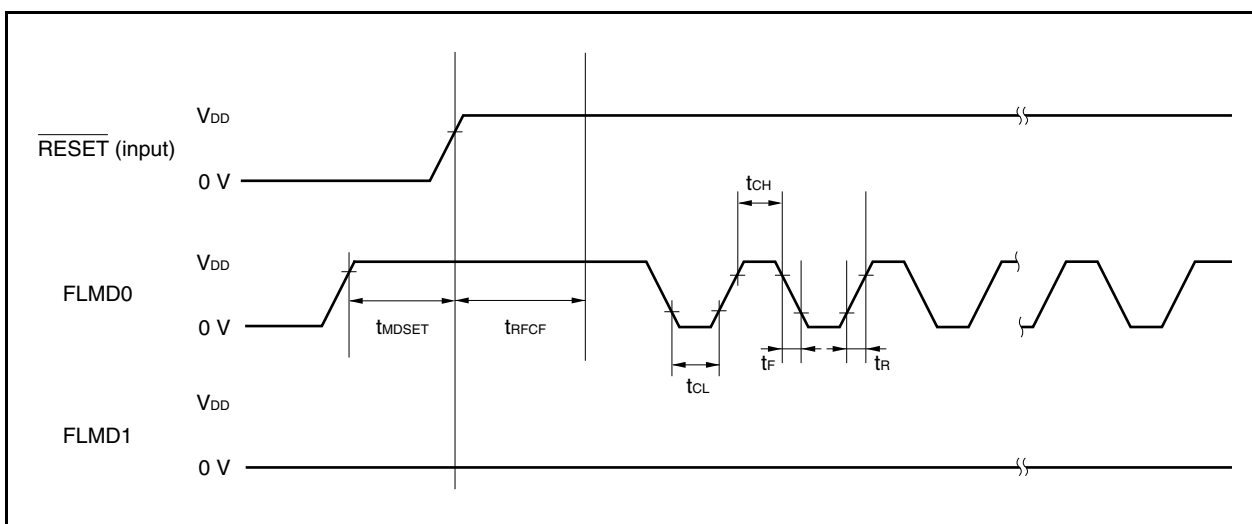 VDD
RESET (input)
0 V
tCH
VDD
FLMD0
0 V
tMDSET
tRFCF
tF
tR
tCL
VDD
FLMD1
0 V